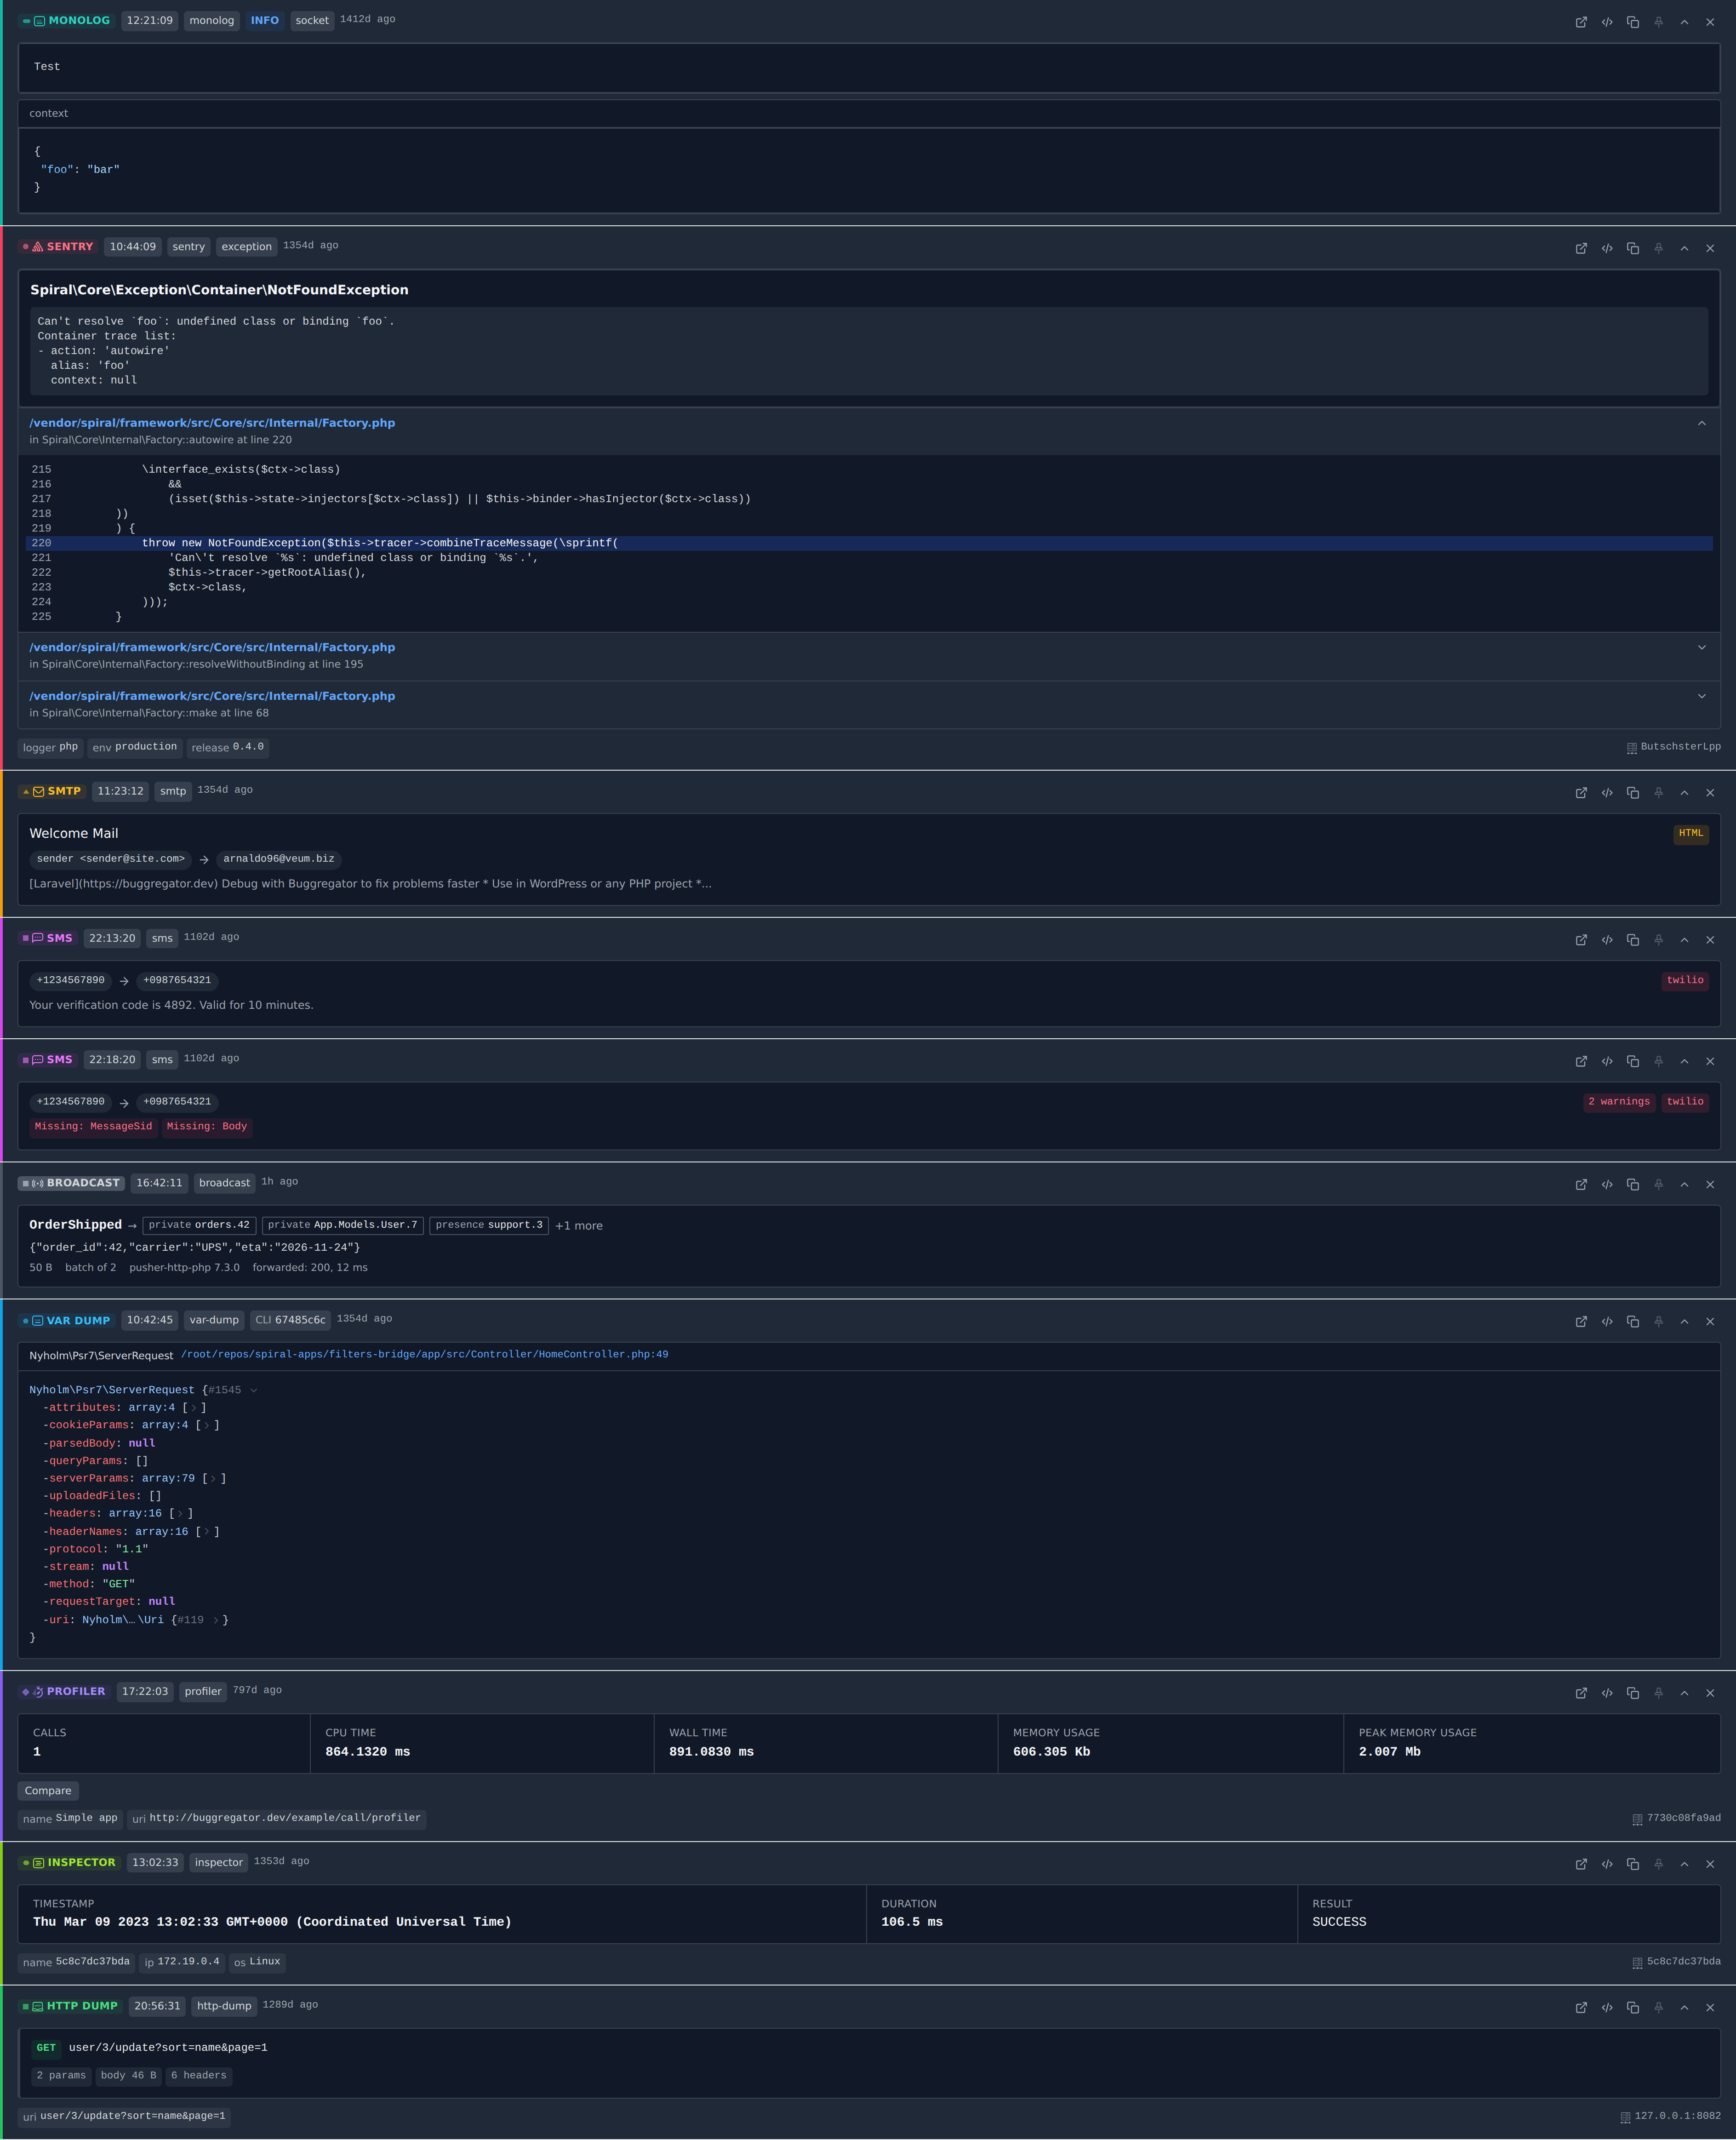 MONOLOG 12:21:09 monolog INFO socket 1412d ago
Test
context
{
"foo": "bar"
}
SENTRY 10:44:09 sentry exception 1354d ago
Spiral\Core\Exception\Container\NotFoundException
Can't resolve `foo`: undefined class or binding `foo`.
Container trace list:
- action: 'autowire'
alias: 'foo'
context: null
/vendor/spiral/framework/src/Core/src/Internal/Factory.php
in Spiral\Core\Internal\Factory::autowire at line 220
215 \interface_exists($ctx->class)
216 &&
217 (isset($this->state->injectors[$ctx->class]) || $this->binder->hasInjector($ctx->class))
218 ))
219 ) {
220 throw new NotFoundException($this->tracer->combineTraceMessage(\sprintf(
221 'Can\'t resolve `%s`: undefined class or binding `%s`.',
222 $this->tracer->getRootAlias(),
223 $ctx->class,
224 )));
225 }
/vendor/spiral/framework/src/Core/src/Internal/Factory.php
in Spiral\Core\Internal\Factory::resolveWithoutBinding at line 195
/vendor/spiral/framework/src/Core/src/Internal/Factory.php
in Spiral\Core\Internal\Factory::make at line 68
logger php env production release 0.4.0 ButschsterLpp
SMTP 11:23:12 smtp 1354d ago
Welcome Mail HTML
sender <sender@site.com> → arnaldo96@veum.biz
[Laravel](https://buggregator.dev) Debug with Buggregator to fix problems faster * Use in WordPress or any PHP project *...
SMS 22:13:20 sms 1102d ago
+1234567890 → +0987654321 twilio
Your verification code is 4892. Valid for 10 minutes.
SMS 22:18:20 sms 1102d ago
+1234567890 → +0987654321 2 warnings twilio
Missing: MessageSid Missing: Body
BROADCAST 16:42:11 broadcast 1h ago
OrderShipped → private orders.42 private App.Models.User.7 presence support.3 +1 more
{"order_id":42,"carrier":"UPS","eta":"2026-11-24"}
50 B batch of 2 pusher-http-php 7.3.0 forwarded: 200, 12 ms
VAR DUMP 10:42:45 var-dump CLI 67485c6c 1354d ago
Nyholm\Psr7\ServerRequest /root/repos/spiral-apps/filters-bridge/app/src/Controller/HomeController.php:49
Nyholm\Psr7\ServerRequest {#1545
-attributes: array:4 [ ]
-cookieParams: array:4 [ ]
-parsedBody: null
-queryParams: []
-serverParams: array:79 [ ]
-uploadedFiles: []
-headers: array:16 [ ]
-headerNames: array:16 [ ]
-protocol: "1.1"
-stream: null
-method: "GET"
-requestTarget: null
-uri: Nyholm\…\Uri {#119 }
}
PROFILER 17:22:03 profiler 797d ago
CALLS CPU TIME WALL TIME MEMORY USAGE PEAK MEMORY USAGE
1 864.1320 ms 891.0830 ms 606.305 Kb 2.007 Mb
Compare
name Simple app uri http://buggregator.dev/example/call/profiler 7730c08fa9ad
INSPECTOR 13:02:33 inspector 1353d ago
TIMESTAMP DURATION RESULT
Thu Mar 09 2023 13:02:33 GMT+0000 (Coordinated Universal Time) 106.5 ms SUCCESS
name 5c8c7dc37bda ip 172.19.0.4 os Linux 5c8c7dc37bda
HTTP DUMP 20:56:31 http-dump 1289d ago
GET user/3/update?sort=name&page=1
2 params body 46 B 6 headers
uri user/3/update?sort=name&page=1 127.0.0.1:8082